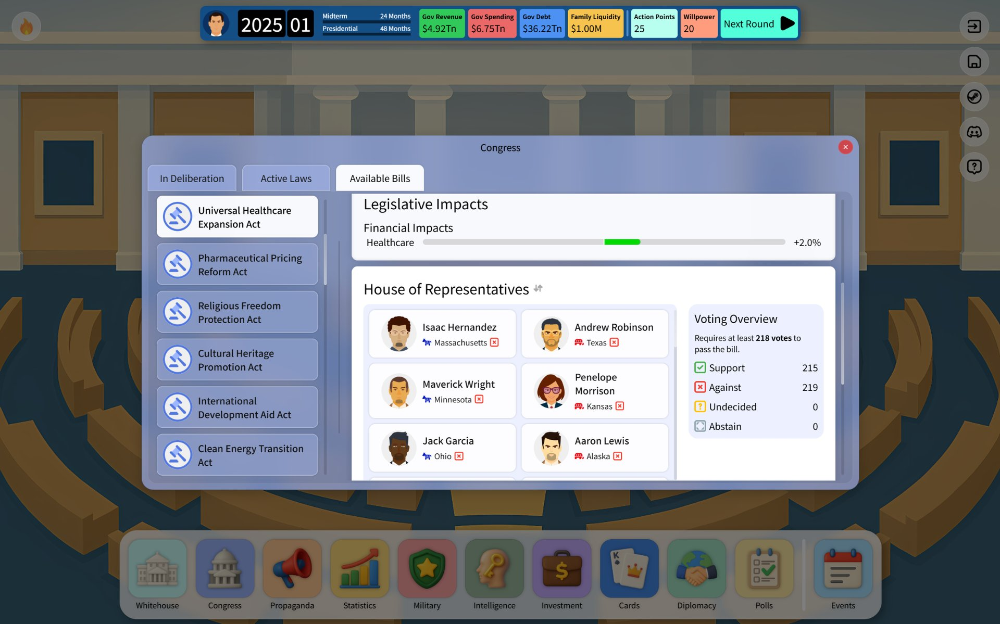 2025 01
Midterm 24 Months
Presidential 48 Months
Gov Revenue
$4.92Tn
Gov Spending
$6.75Tn
Gov Debt
$36.22Tn
Family Liquidity
$1.00M
Action Points
25
Willpower
20
Next Round
Congress
In Deliberation
Active Laws
Available Bills
Universal Healthcare
Expansion Act
Pharmaceutical Pricing
Reform Act
Religious Freedom
Protection Act
Cultural Heritage
Promotion Act
International
Development Aid Act
Clean Energy Transition
Act
Legislative Impacts
Financial Impacts
Healthcare +2.0%
House of Representatives
Isaac Hernandez
Massachusetts
Andrew Robinson
Texas
Maverick Wright
Minnesota
Penelope
Morrison
Kansas
Jack Garcia
Ohio
Aaron Lewis
Alaska
Voting Overview
Requires at least 218 votes to
pass the bill.
Support 215
Against 219
Undecided 0
Abstain 0
K
Whitehouse
Congress
Propaganda
Statistics
Military
Intelligence
Investment
Cards
Diplomacy
Polls
Events